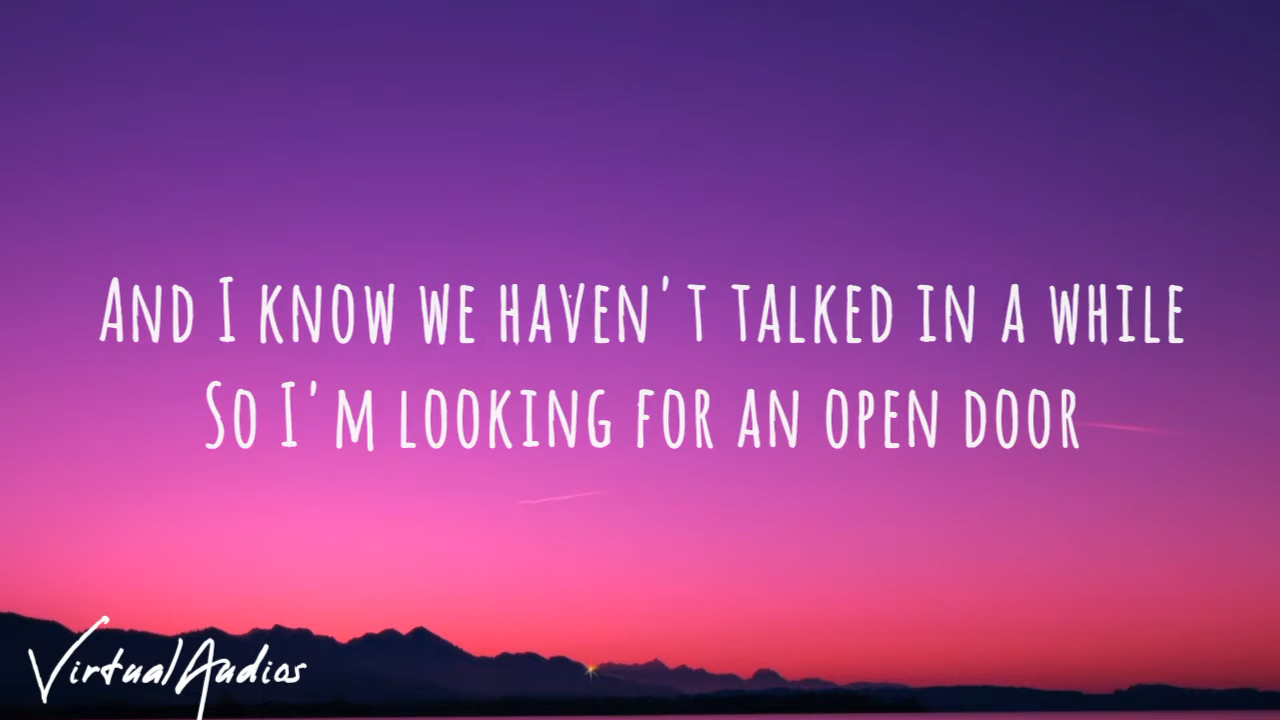 And I know we haven't talked in a while
So I'm looking for an open door
VirtualAudios